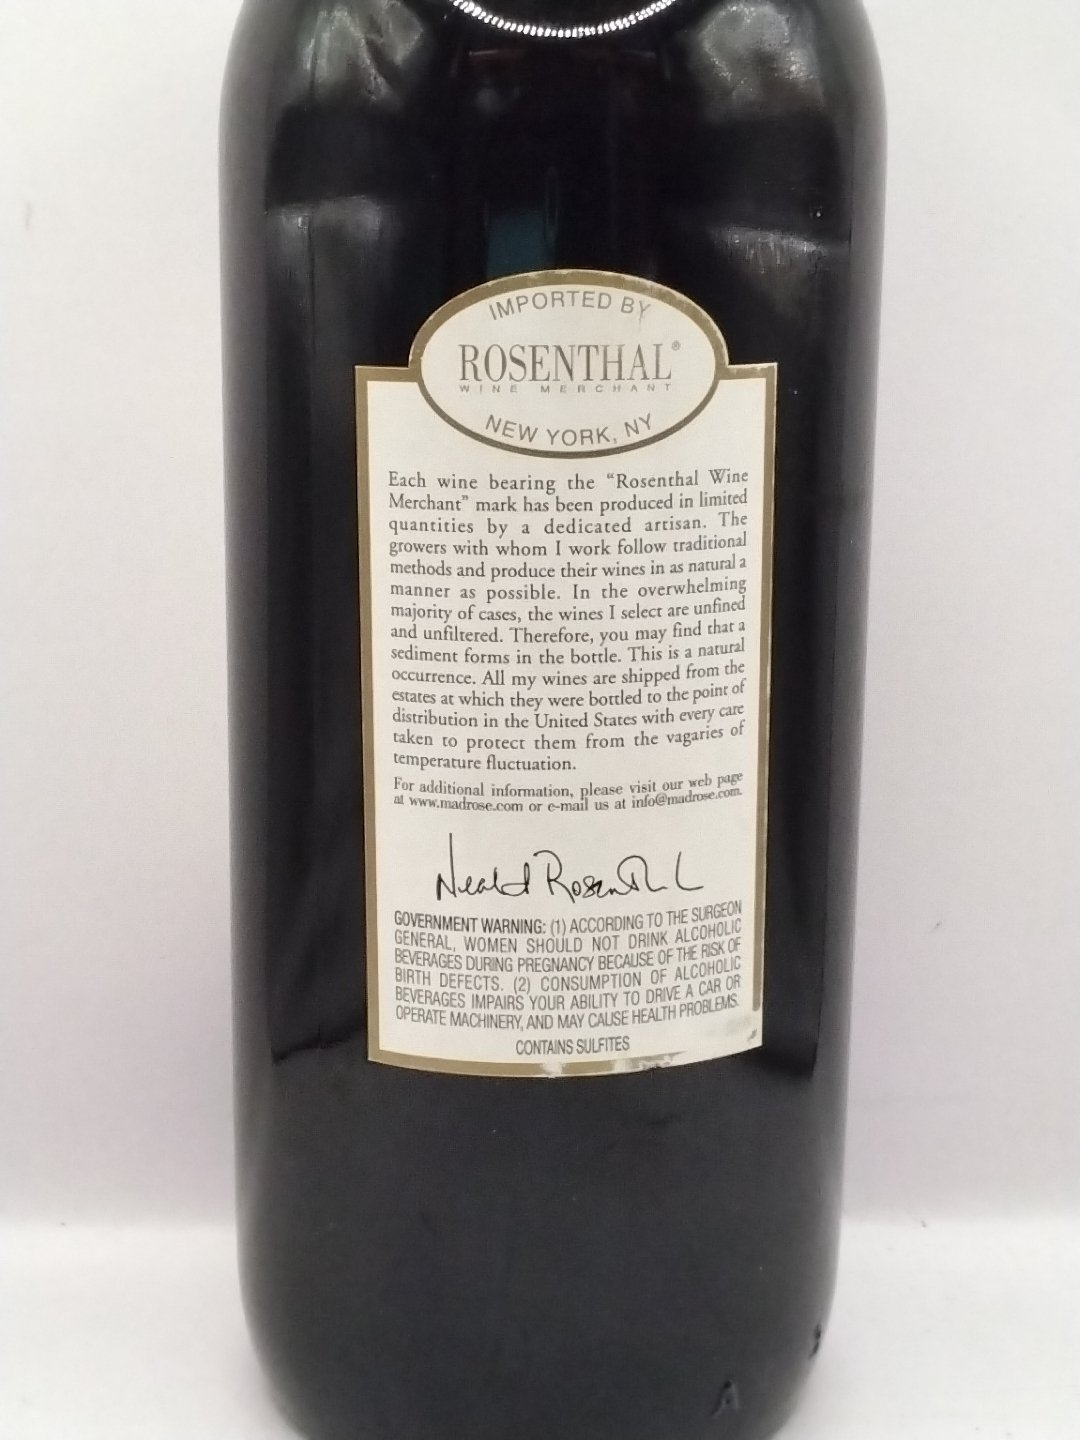 IMPORTED BY
ROSENTHAL®
WINE MERCHANT
NEW YORK, NY
Each wine bearing the “Rosenthal Wine
Merchant” mark has been produced in limited
quantities by a dedicated artisan. The
growers with whom I work follow traditional
methods and produce their wines in as natural a
manner as possible. In the overwhelming
majority of cases, the wines I select are unfined
and unfiltered. Therefore, you may find that a
sediment forms in the bottle. This is a natural
occurrence. All my wines are shipped from the
estates at which they were bottled to the point of
distribution in the United States with every care
taken to protect them from the vagaries of
temperature fluctuation.
For additional information, please visit our web page
at www.madrose.com or e-mail us at info@madrose.com.
Neal Rosenthal
GOVERNMENT WARNING: (1) ACCORDING TO THE SURGEON
GENERAL, WOMEN SHOULD NOT DRINK ALCOHOLIC
BEVERAGES DURING PREGNANCY BECAUSE OF THE RISK OF
BIRTH DEFECTS. (2) CONSUMPTION OF ALCOHOLIC
BEVERAGES IMPAIRS YOUR ABILITY TO DRIVE A CAR OR
OPERATE MACHINERY, AND MAY CAUSE HEALTH PROBLEMS.
CONTAINS SULFITES
A